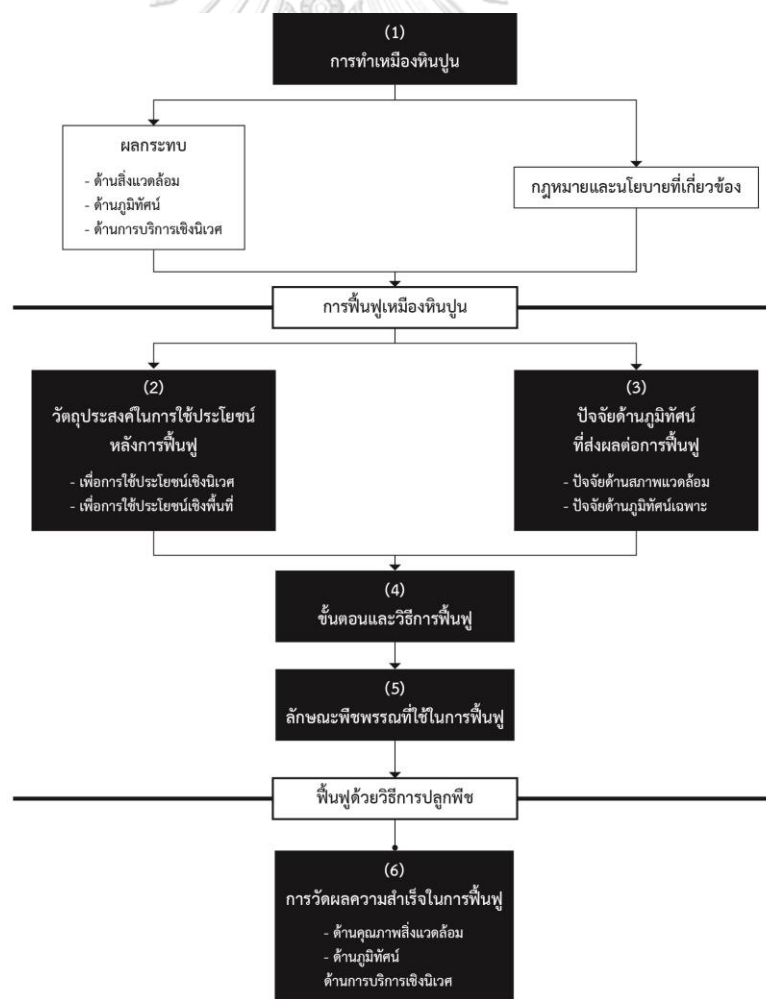 (1)
การทำเหมืองหินปูน
ผลกระทบ
- ด้านสิ่งแวดล้อม
- ด้านภูมิทัศน์
- ด้านการบริการเชิงนิเวศ
กฎหมายและนโยบายที่เกี่ยวข้อง
การฟื้นฟูเหมืองหินปูน
(2)
วัตถุประสงค์ในการใช้ประโยชน์
หลังการฟื้นฟู
- เพื่อการใช้ประโยชน์เชิงนิเวศ
- เพื่อการใช้ประโยชน์เชิงพื้นที่
(3)
ปัจจัยด้านภูมิทัศน์
ที่ส่งผลต่อการฟื้นฟู
- ปัจจัยด้านสภาพแวดล้อม
- ปัจจัยด้านภูมิทัศน์เฉพาะ
(4)
ขั้นตอนและวิธีการฟื้นฟู
(5)
ลักษณะพืชพรรณที่ใช้ในการฟื้นฟู
ฟื้นฟูด้วยวิธีการปลูกพืช
(6)
การวัดผลความสำเร็จในการฟื้นฟู
- ด้านคุณภาพสิ่งแวดล้อม
- ด้านภูมิทัศน์
ด้านการบริการเชิงนิเวศ